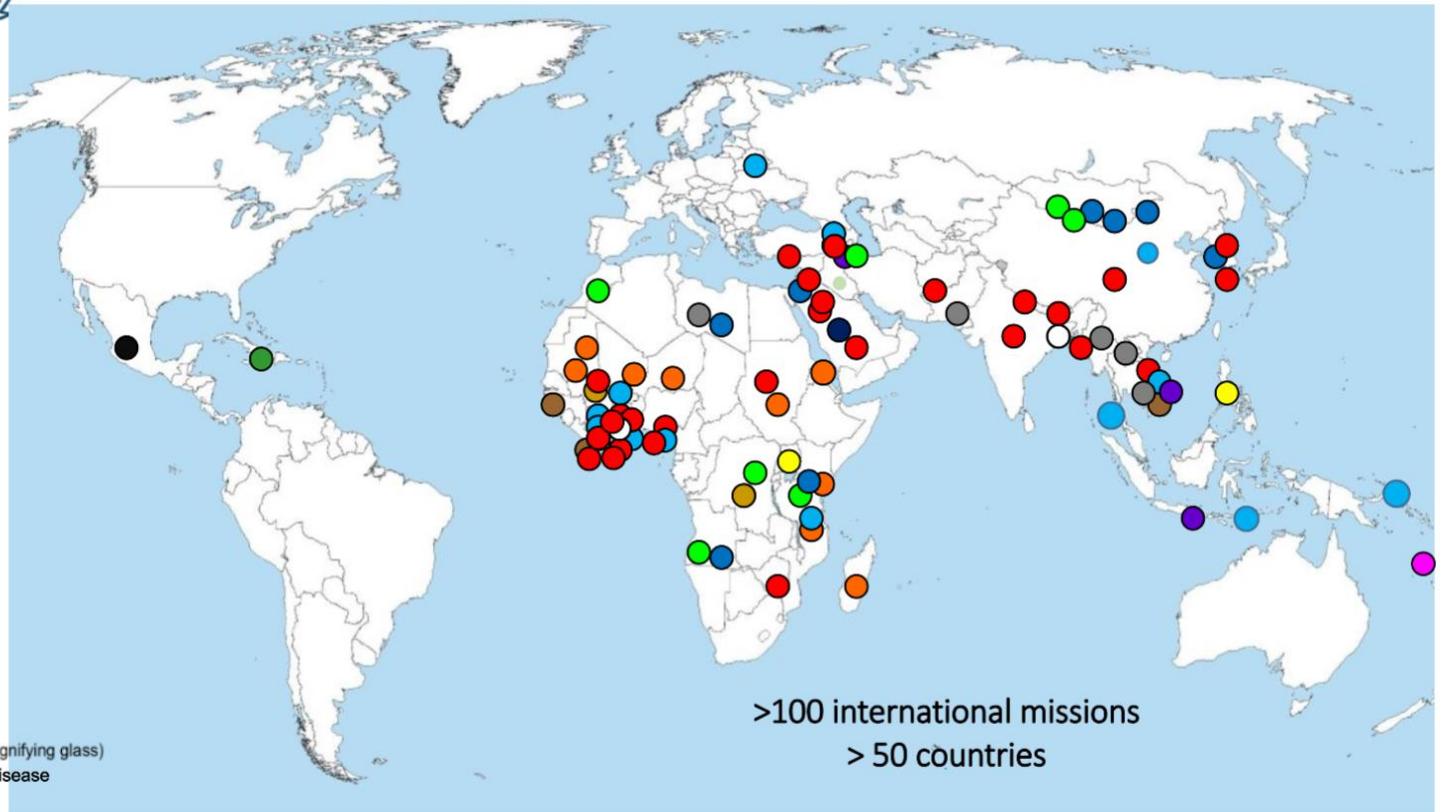 >100 international missions
> 50 countries
gnifying glass)
isease